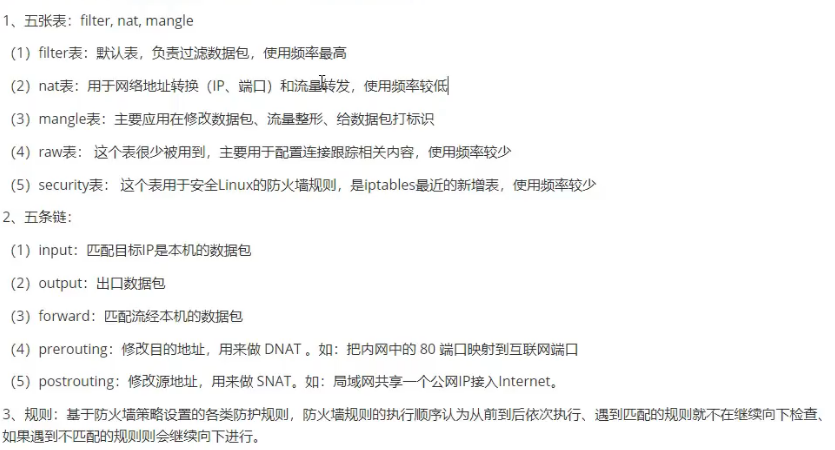 1、五张表：filter, nat, mangle
（1）filter表：默认表，负责过滤数据包，使用频率最高
（2）nat表：用于网络地址转换（IP、端口）和流量转发，使用频率较低
（3）mangle表：主要应用在修改数据包、流量整形、给数据包打标识
（4）raw表： 这个表很少被用到，主要用于配置连接跟踪相关内容，使用频率较少
（5）security表： 这个表用于安全Linux的防火墙规则，是iptables最近的新增表，使用频率较少
2、五条链：
（1）input：匹配目标IP是本机的数据包
（2）output：出口数据包
（3）forward：匹配流经本机的数据包
（4）prerouting：修改目的地址，用来做 DNAT 。如：把内网中的 80 端口映射到互联网端口
（5）postrouting：修改源地址，用来做 SNAT。如：局域网共享一个公网IP接入Internet。
3、规则：基于防火墙策略设置的各类防护规则，防火墙规则的执行顺序认为从前到后依次执行、遇到匹配的规则就不在继续向下检查、
如果遇到不匹配的规则则会继续向下进行。